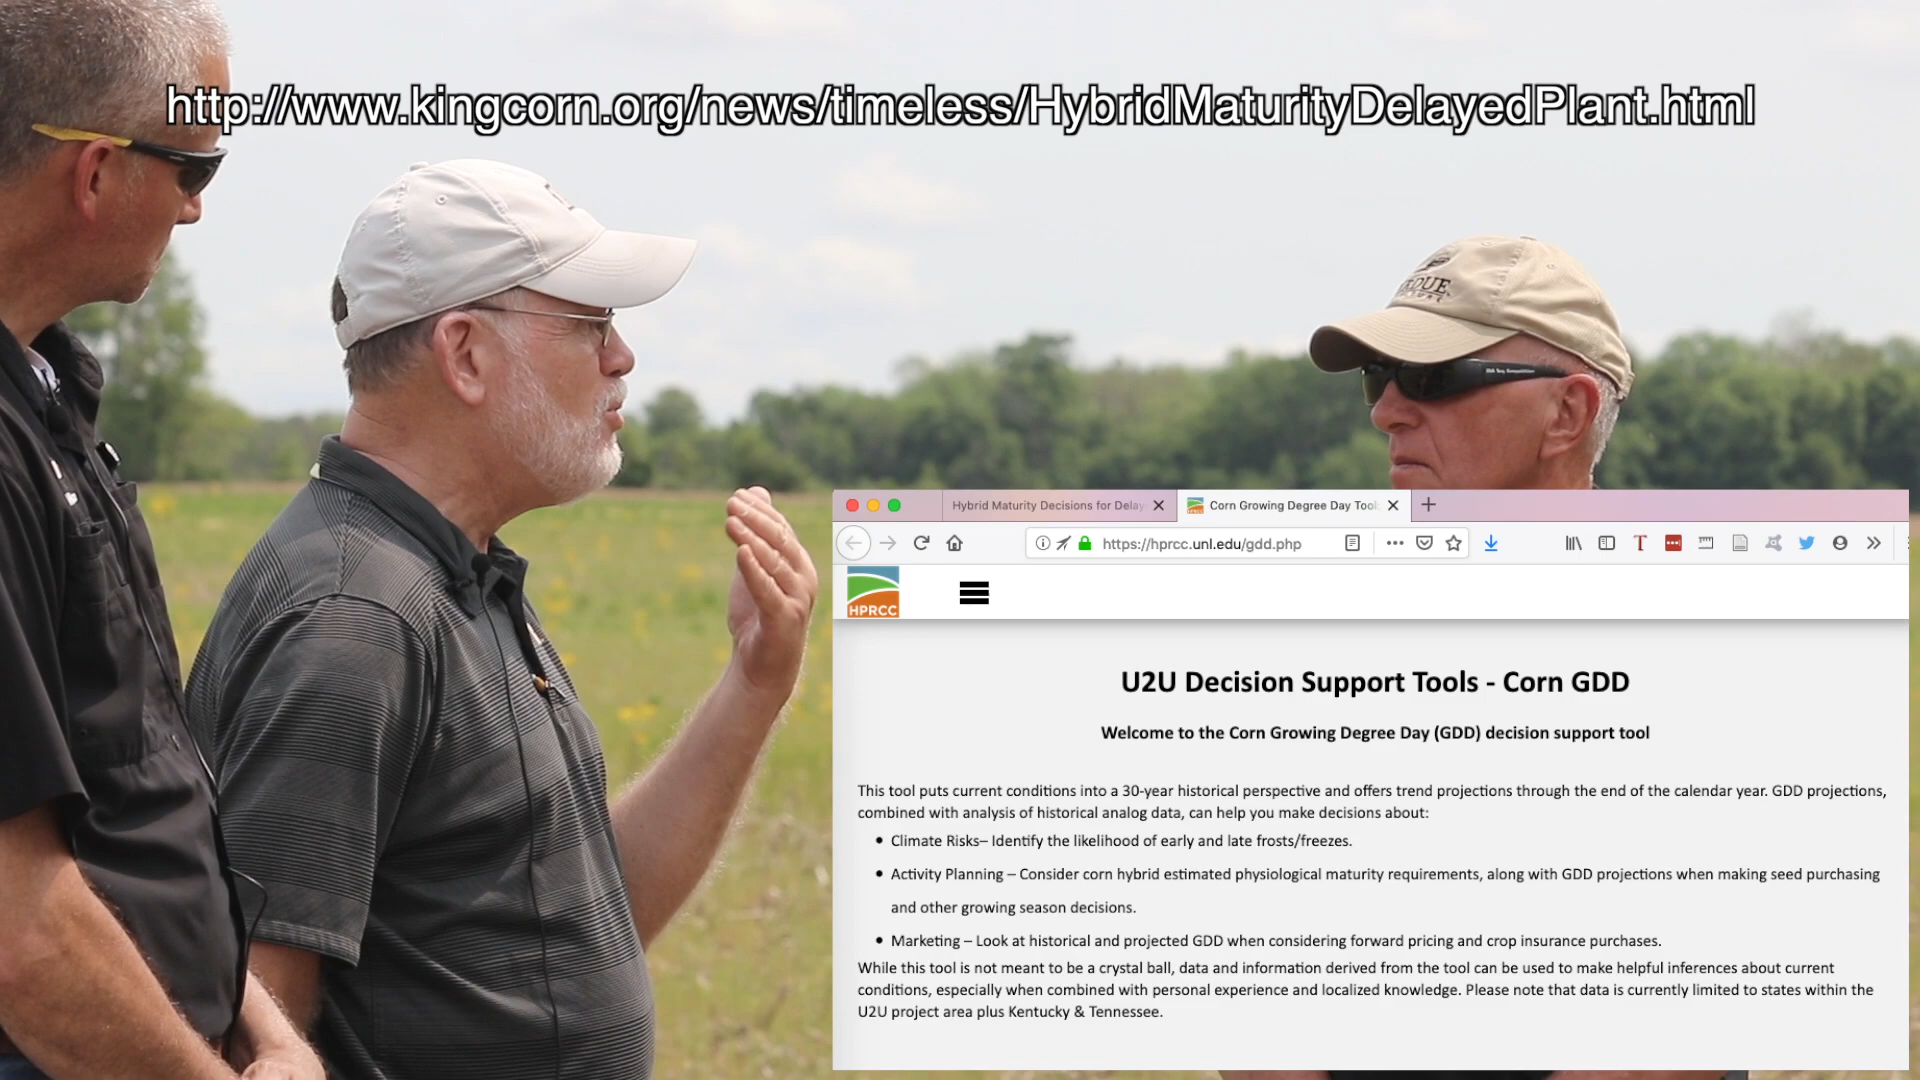 http://www.kingcorn.org/news/timeless/HybridMaturityDelayedPlant.html
Hybrid Maturity Decisions for Delay
Corn Growing Degree Day Tool
https://hprcc.unl.edu/gdd.php
HPRCC
U2U Decision Support Tools - Corn GDD
Welcome to the Corn Growing Degree Day (GDD) decision support tool
This tool puts current conditions into a 30-year historical perspective and offers trend projections through the end of the calendar year. GDD projections,
combined with analysis of historical analog data, can help you make decisions about:
• Climate Risks– Identify the likelihood of early and late frosts/freezes.
• Activity Planning – Consider corn hybrid estimated physiological maturity requirements, along with GDD projections when making seed purchasing
and other growing season decisions.
• Marketing – Look at historical and projected GDD when considering forward pricing and crop insurance purchases.
While this tool is not meant to be a crystal ball, data and information derived from the tool can be used to make helpful inferences about current
conditions, especially when combined with personal experience and localized knowledge. Please note that data is currently limited to states within the
U2U project area plus Kentucky & Tennessee.